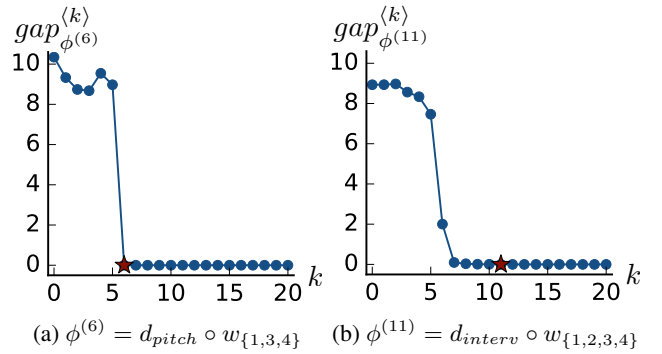 gap_{φ^{(6)}}^{⟨k⟩}
10
8
6
4
2
0
0 5 10 15 20 k
(a) φ^{(6)} = d_{pitch} ∘ w_{{1,3,4}}
gap_{φ^{(11)}}^{⟨k⟩}
10
8
6
4
2
0
0 5 10 15 20 k
(b) φ^{(11)} = d_{interv} ∘ w_{{1,2,3,4}}